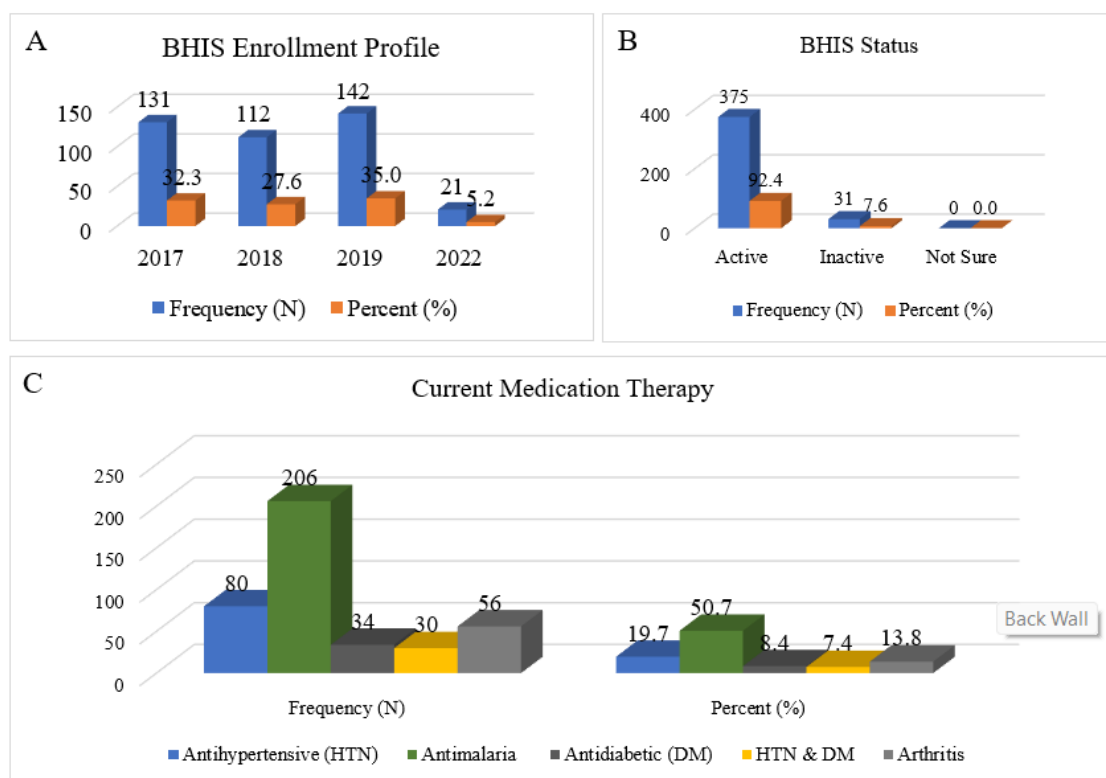 A
BHIS Enrollment Profile
150
100
50
0
131
32.3
112
27.6
142
35.0
21
5.2
2017 2018 2019 2022
Frequency (N) Percent (%)
B
BHIS Status
400
200
0
375
92.4
31
7.6
0 0.0
Active Inactive Not Sure
Frequency (N) Percent (%)
C
Current Medication Therapy
250
200
150
100
50
0
80
206
34
30
56
19.7
50.7
8.4
7.4
13.8
Back Wall
Frequency (N) Percent (%)
Antihypertensive (HTN) Antimalaria Antidiabetic (DM) HTN & DM Arthritis